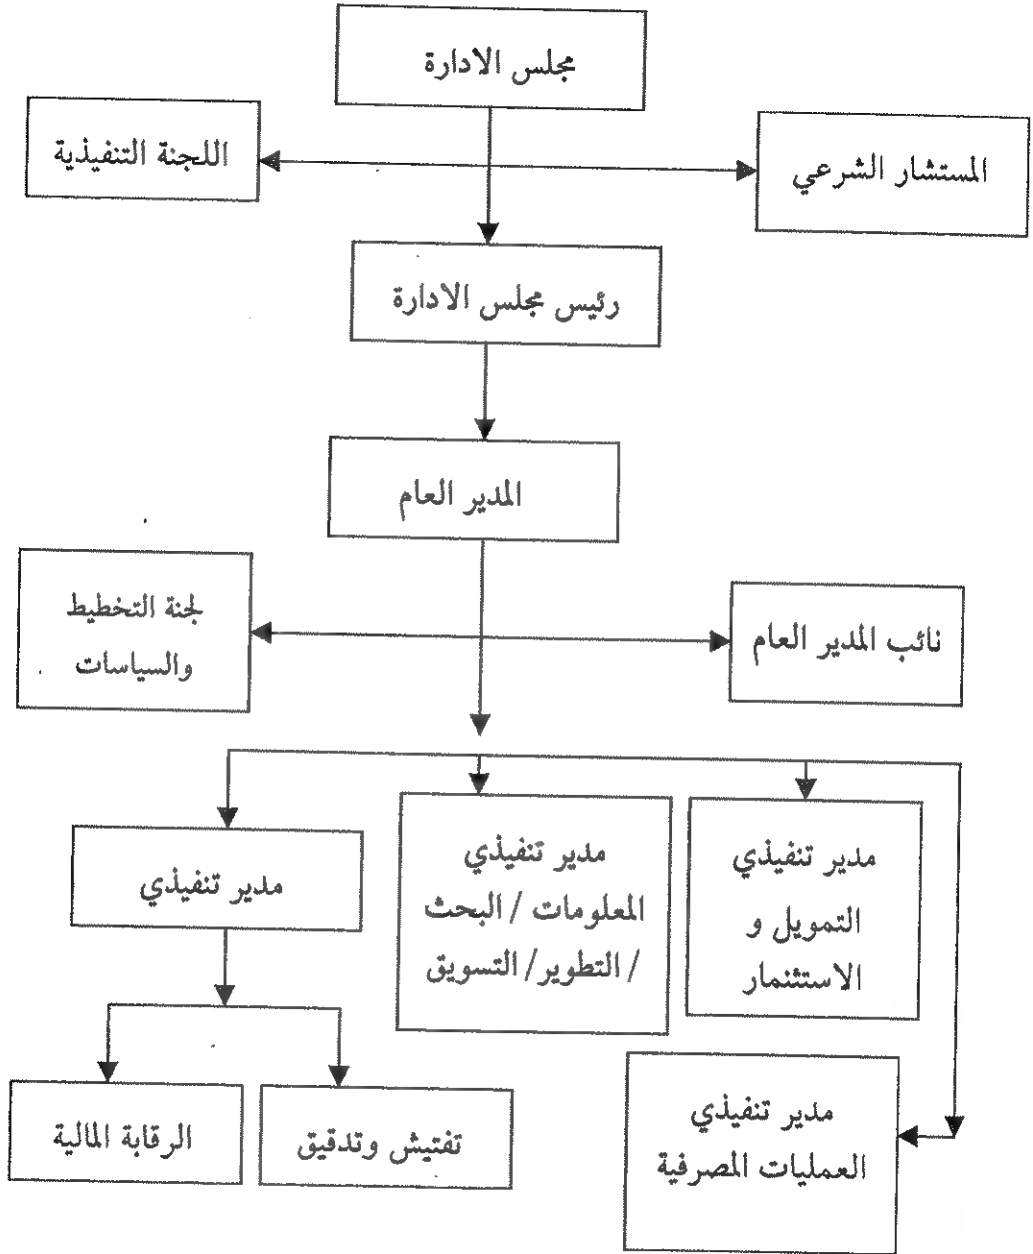 مجلس الادارة
المستشار الشرعي
اللجنة التنفيذية
رئيس مجلس الادارة
المدير العام
نائب المدير العام
لجنة التخطيط
والسياسات
مدير تنفيذي
التمويل و
الاستثنمار
مدير تنفيذي
المعلومات / البحث
/ التطوير/ التسويق
مدير تنفيذي
مدير تنفيذي
العمليات المصرفية
تفتيش وتدقيق
الرقابة المالية